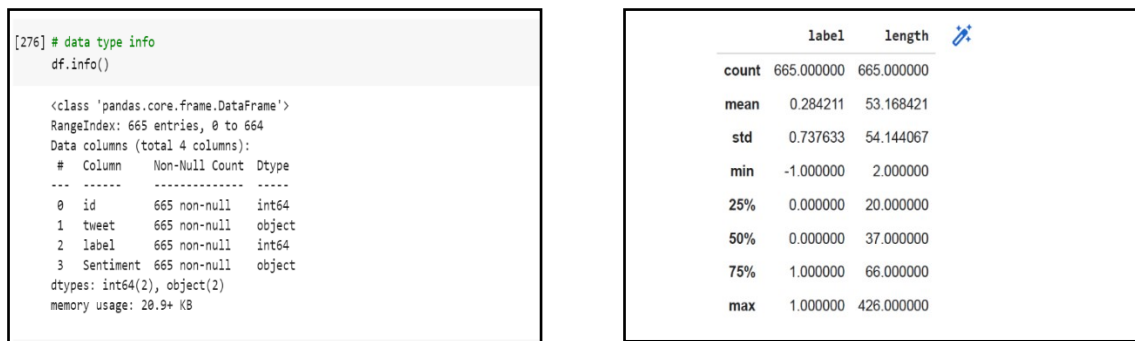 [276] # data type info
df.info()
<class 'pandas.core.frame.DataFrame'>
RangeIndex: 665 entries, 0 to 664
Data columns (total 4 columns):
# Column Non-Null Count Dtype
--- ------ -------------- -----
0 id 665 non-null int64
1 tweet 665 non-null object
2 label 665 non-null int64
3 Sentiment 665 non-null object
dtypes: int64(2), object(2)
memory usage: 20.9+ KB
label length
count 665.000000 665.000000
mean 0.284211 53.168421
std 0.737633 54.144067
min -1.000000 2.000000
25% 0.000000 20.000000
50% 0.000000 37.000000
75% 1.000000 66.000000
max 1.000000 426.000000